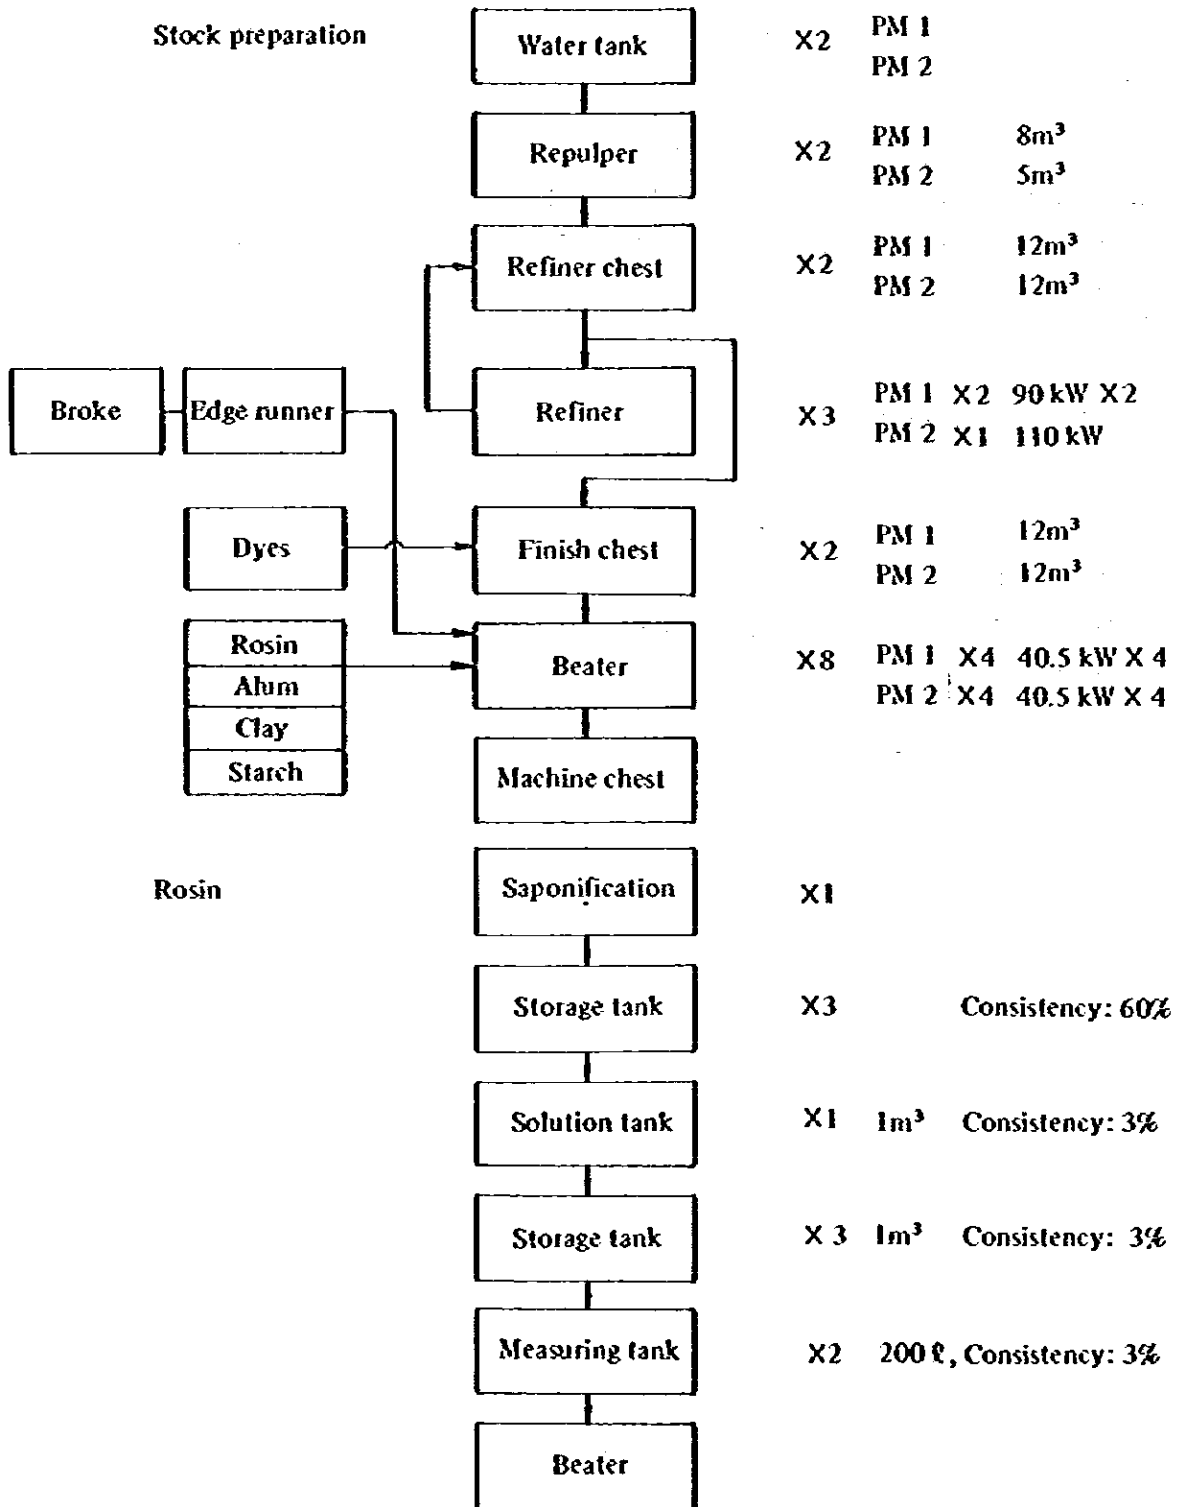 Stock preparation
Water tank
X2 PM 1
PM 2
Repulper
X2 PM 1 8m³
PM 2 5m³
Refiner chest
X2 PM 1 12m³
PM 2 12m³
Broke
Edge runner
Refiner
X3 PM 1 X2 90 kW X2
PM 2 X1 110 kW
Dyes
Finish chest
X2 PM 1 12m³
PM 2 12m³
Rosin
Alum
Clay
Starch
Beater
X8 PM 1 X4 40.5 kW X 4
PM 2 X4 40.5 kW X 4
Machine chest
Rosin
Saponification
X1
Storage tank
X3 Consistency: 60%
Solution tank
X1 1m³ Consistency: 3%
Storage tank
X 3 1m³ Consistency: 3%
Measuring tank
X2 200 ℓ, Consistency: 3%
Beater